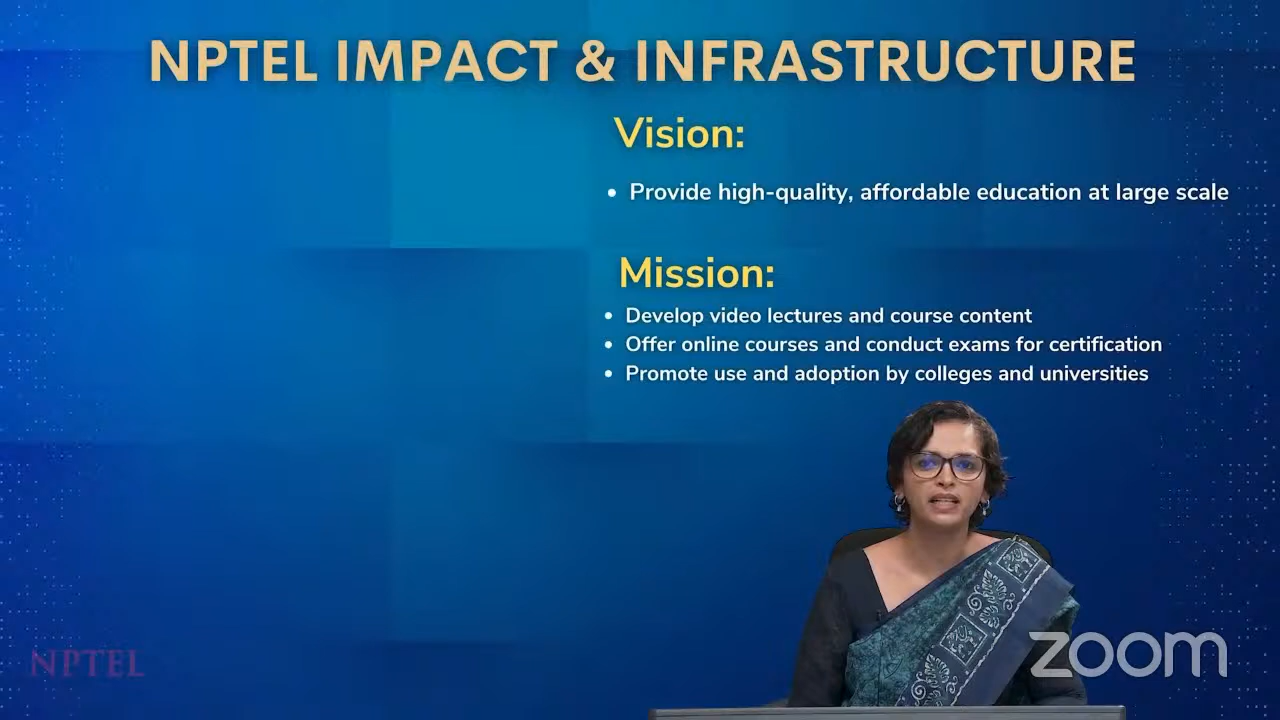 NPTEL IMPACT & INFRASTRUCTURE
Vision:
• Provide high-quality, affordable education at large scale
Mission:
• Develop video lectures and course content
• Offer online courses and conduct exams for certification
• Promote use and adoption by colleges and universities
NPTEL
zoom